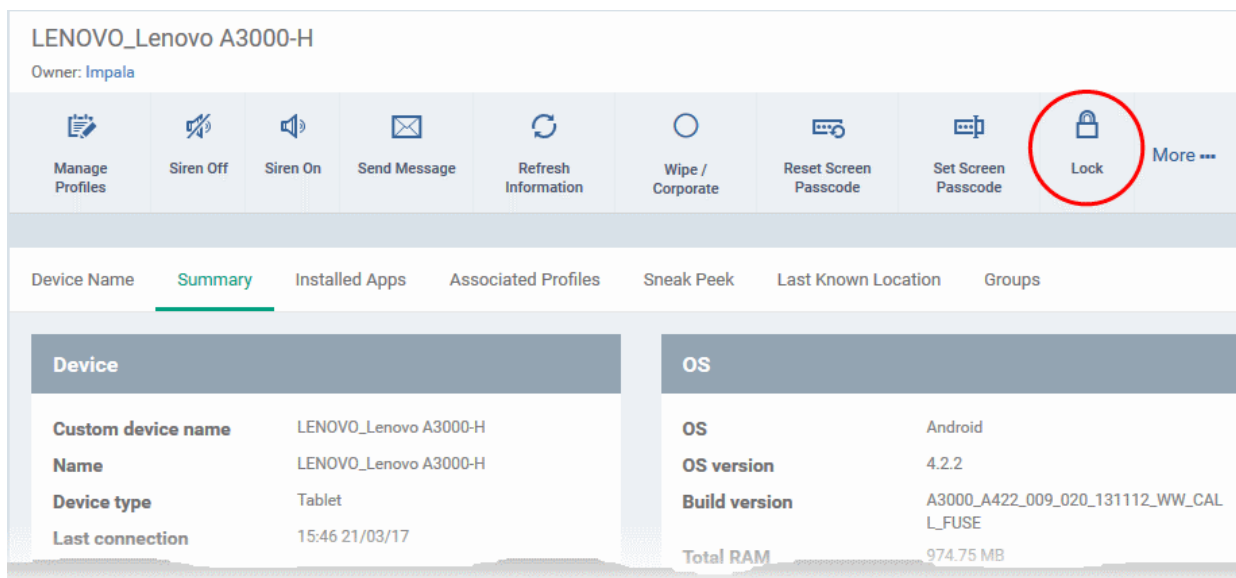 LENOVO_Lenovo A3000-H
Owner: Impala
Manage Profiles
Siren Off
Siren On
Send Message
Refresh Information
Wipe / Corporate
Reset Screen Passcode
Set Screen Passcode
Lock
More
Device Name Summary Installed Apps Associated Profiles Sneak Peek Last Known Location Groups
Device
Custom device name LENOVO_Lenovo A3000-H
Name LENOVO_Lenovo A3000-H
Device type Tablet
Last connection 15:46 21/03/17
OS
OS Android
OS version 4.2.2
Build version A3000_A422_009_020_131112_WW_CAL
L_FUSE
Total RAM 974.75 MB